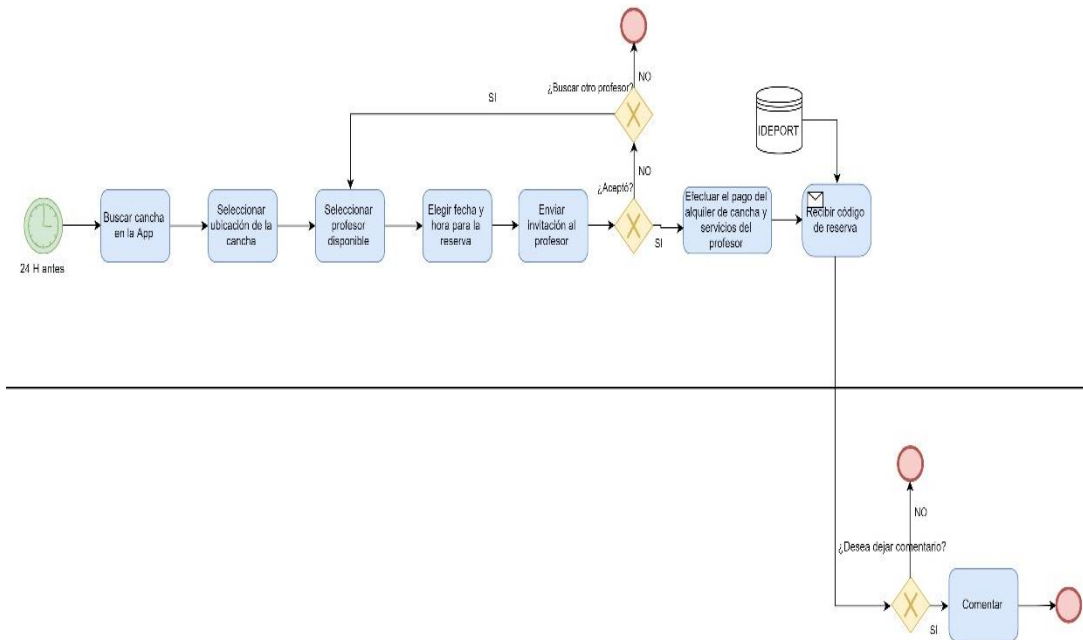 NO
¿Buscar otro profesor?
SI
IDEPORT
NO
¿Aceptó?
24 H antes
Buscar cancha
en la App
Seleccionar
ubicación de la
cancha
Seleccionar
profesor
disponible
Elegir fecha y
hora para la
reserva
Enviar
invitación al
profesor
SI
Efectuar el pago del
alquiler de cancha y
servicios del
profesor
Recibir código
de reserva
NO
¿Desea dejar comentario?
SI
Comentar